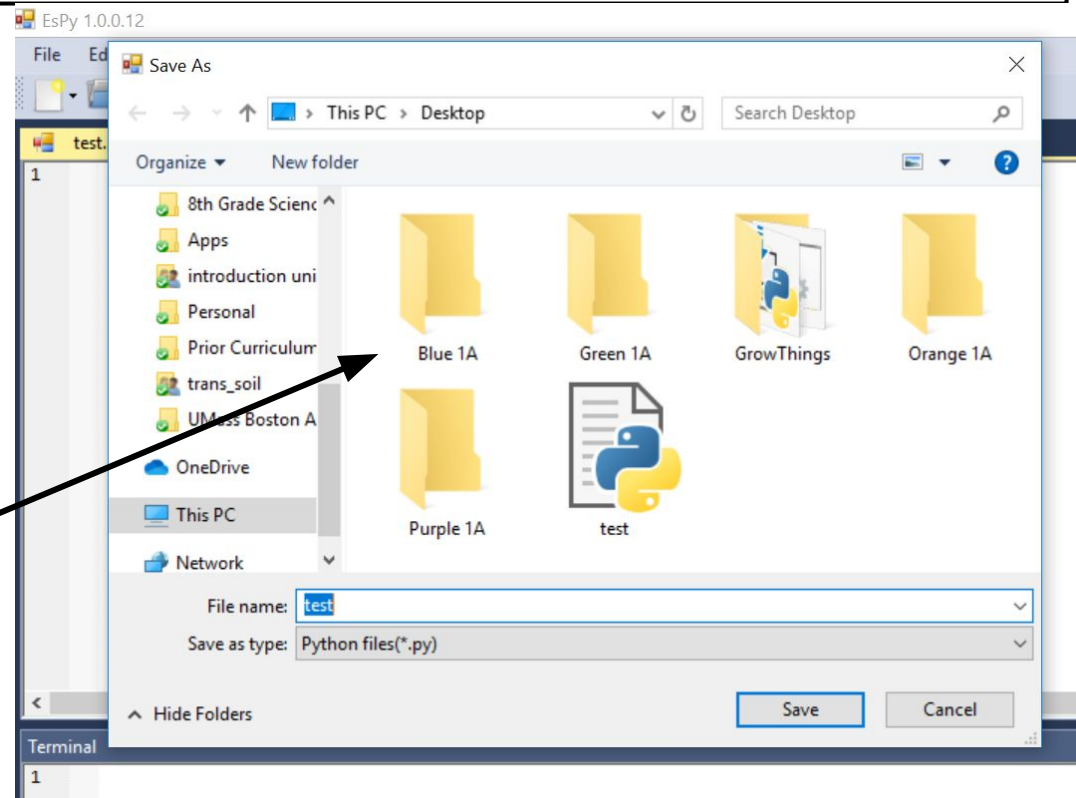 EsPy 1.0.0.12
File Ed
Save As
This PC > Desktop
Search Desktop
test.
Organize
New folder
1
8th Grade Scienc
Apps
introduction uni
Personal
Prior Curriculum
trans_soil
UMass Boston A
OneDrive
This PC
Network
Blue 1A
Green 1A
GrowThings
Orange 1A
Purple 1A
test
File name: test
Save as type: Python files(*.py)
Hide Folders
Save
Cancel
Terminal
1